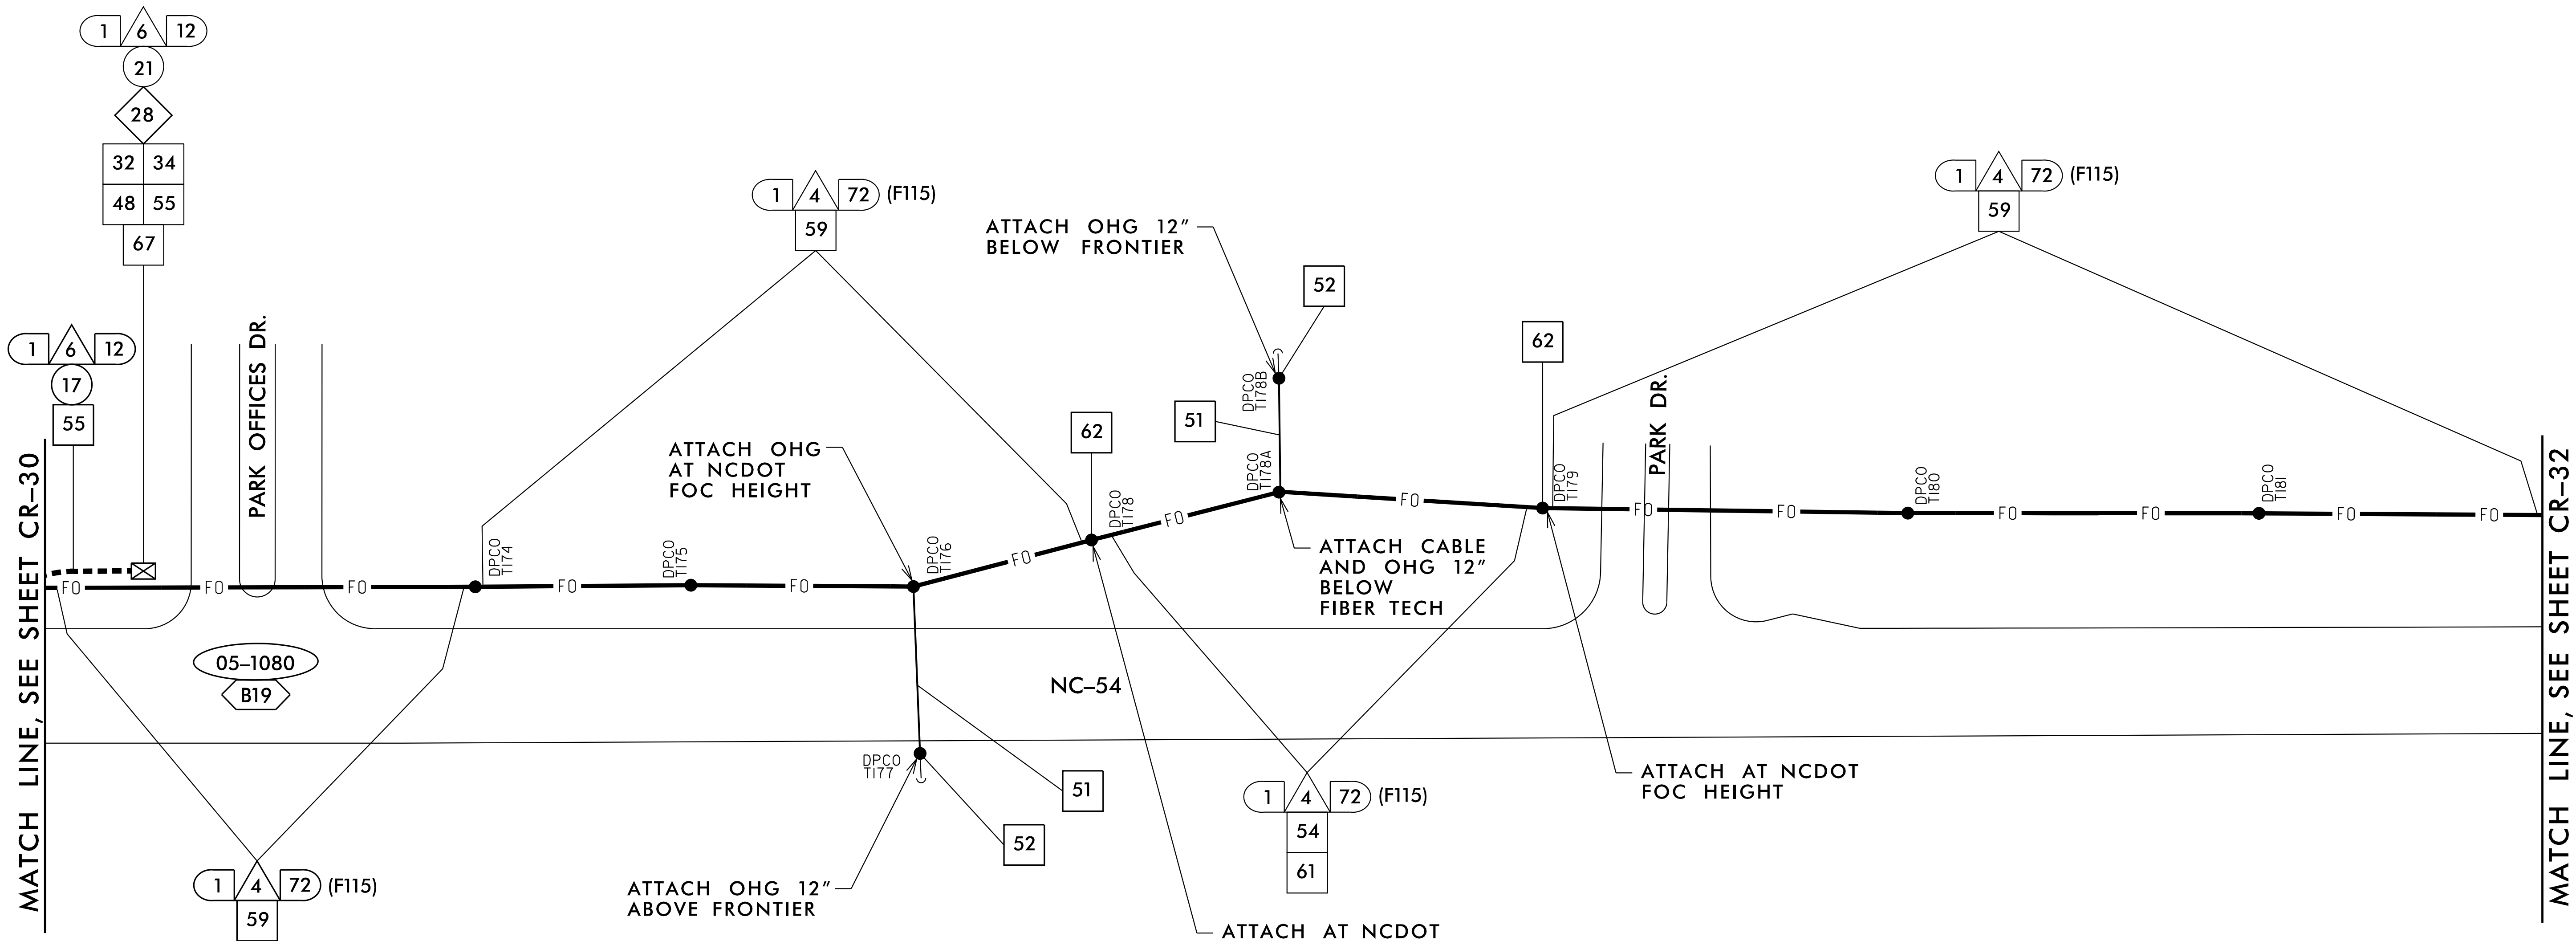 1 6 12
21
28
32 34
48 55
67
1 6 12
17
55
PARK OFFICES DR.
MATCH LINE, SEE SHEET CR-30
1 4 72 (F115)
59
ATTACH OHG 12"
BELOW FRONTIER
52
51
62
62
1 4 72 (F115)
59
PARK DR.
ATTACH OHG
AT NCDOT
FOC HEIGHT
DPCO
T174
DPCO
T175
DPCO
T176
DPCO
T178
DPCO
T178A
DPCO
T178B
DPCO
T179
DPCO
T180
DPCO
T181
FO FO FO FO FO FO FO FO FO FO FO FO FO FO
ATTACH CABLE
AND OHG 12"
BELOW
FIBER TECH
MATCH LINE, SEE SHEET CR-32
05-1080
B19
NC-54
DPCO
T177
51
52
ATTACH OHG 12"
ABOVE FRONTIER
1 4 72 (F115)
59
1 4 72 (F115)
54
61
ATTACH AT NCDOT
FOC HEIGHT
ATTACH AT NCDOT